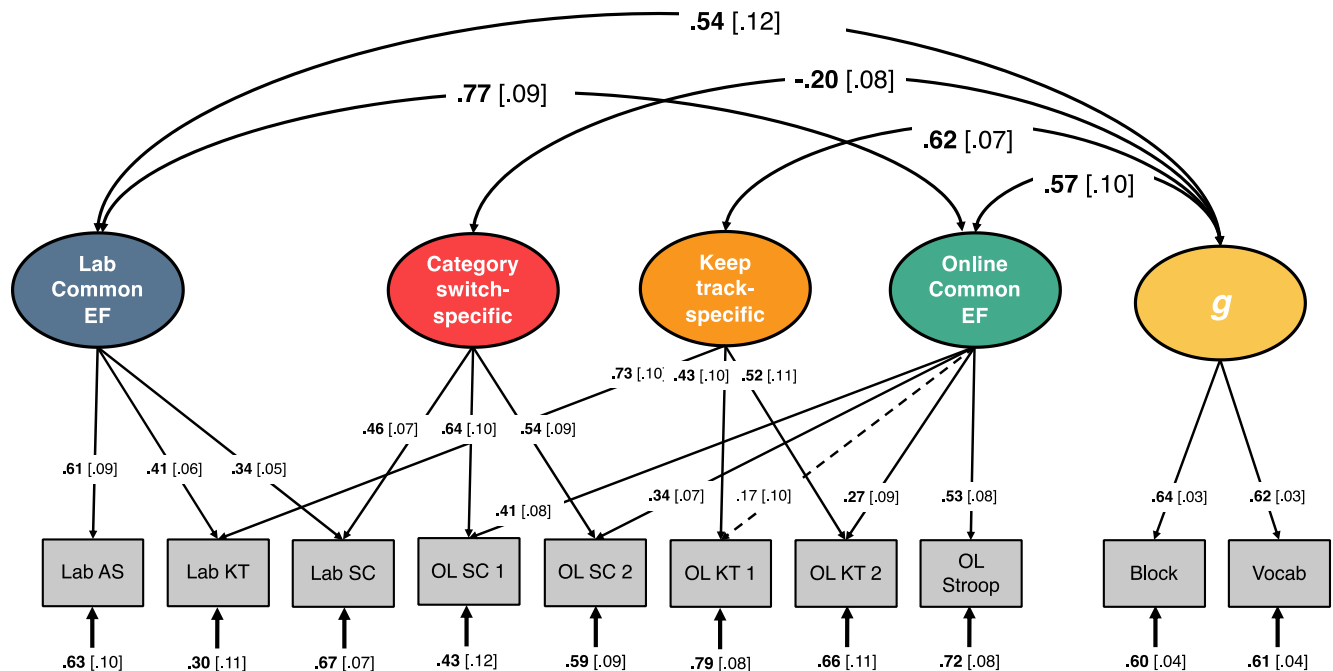 .54 [.12]
-.20 [.08]
.77 [.09]
.62 [.07]
.57 [.10]
Lab
Common
EF
Category
switch-
specific
Keep
track-
specific
Online
Common
EF
g
.73 [.10]
.43 [.10]
.52 [.11]
.46 [.07]
.64 [.10]
.54 [.09]
.61 [.09]
.41 [.06]
.34 [.05]
.41 [.08]
.34 [.07]
.17 [.10]
.27 [.09]
.53 [.08]
.64 [.03]
.62 [.03]
Lab AS
Lab KT
Lab SC
OL SC 1
OL SC 2
OL KT 1
OL KT 2
OL
Stroop
Block
Vocab
.63 [.10]
.30 [.11]
.67 [.07]
.43 [.12]
.59 [.09]
.79 [.08]
.66 [.11]
.72 [.08]
.60 [.04]
.61 [.04]